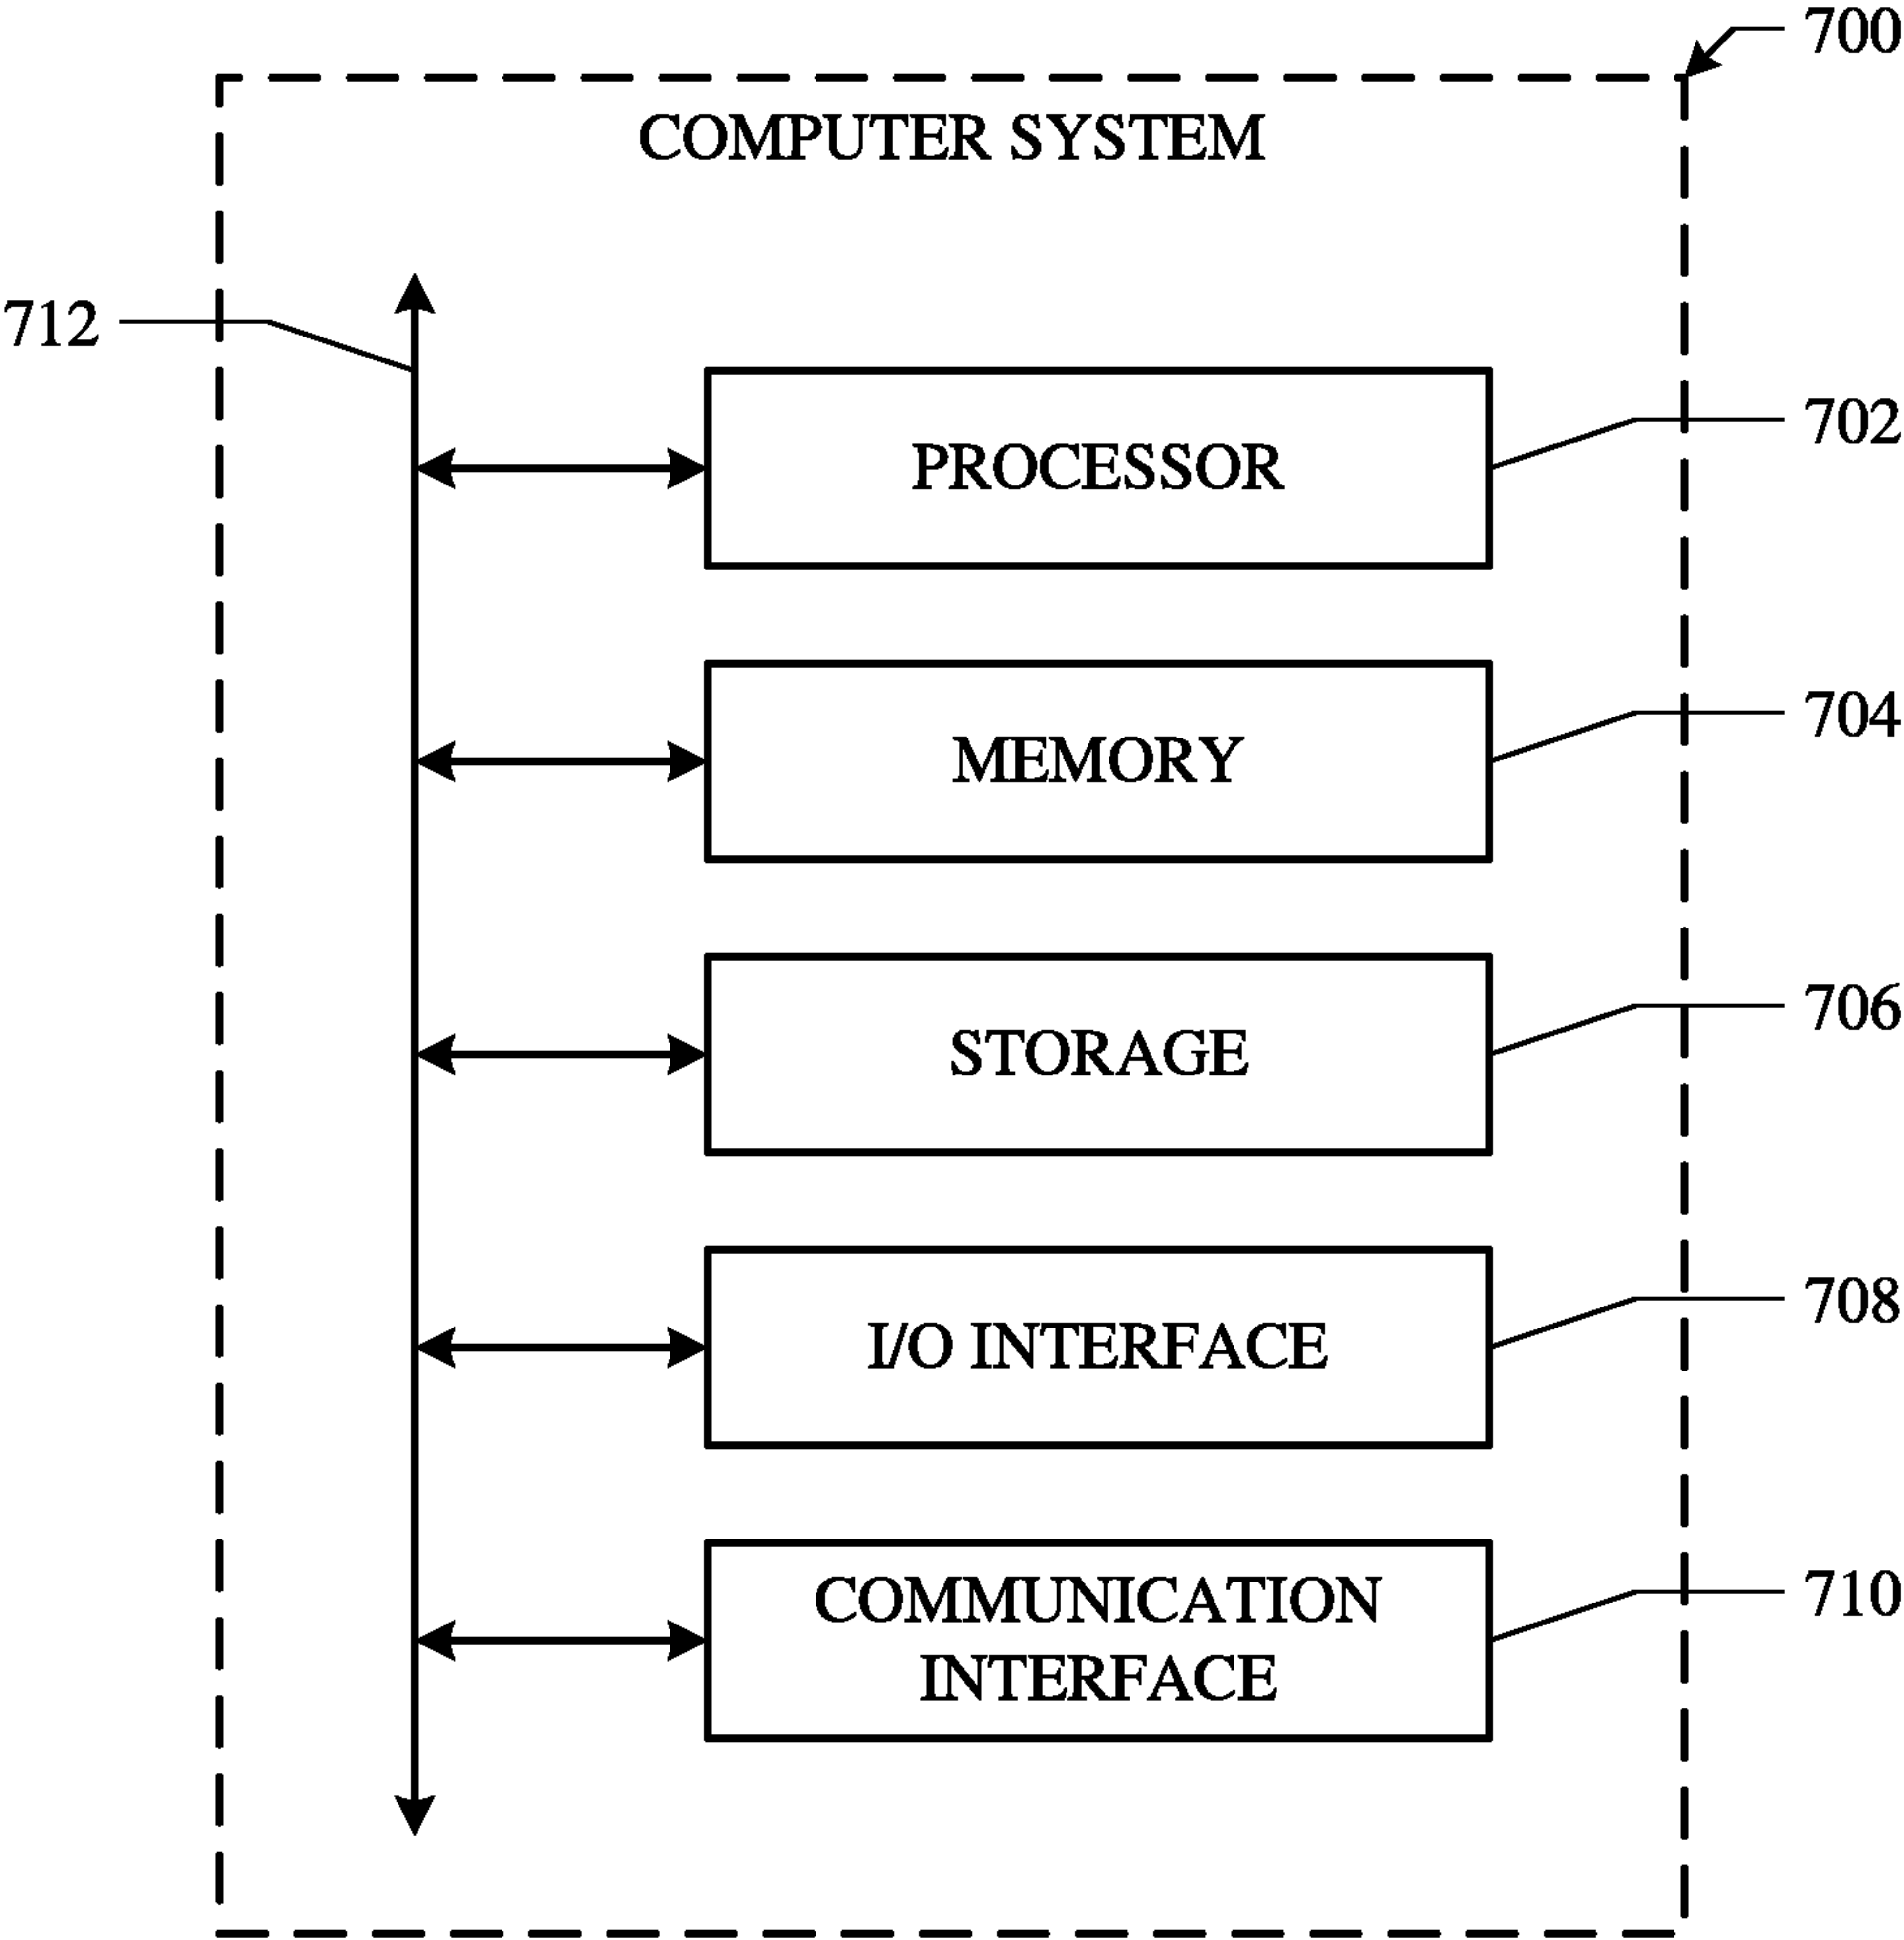 700
COMPUTER SYSTEM
712
702
PROCESSOR
704
MEMORY
706
STORAGE
708
I/O INTERFACE
710
COMMUNICATION
INTERFACE